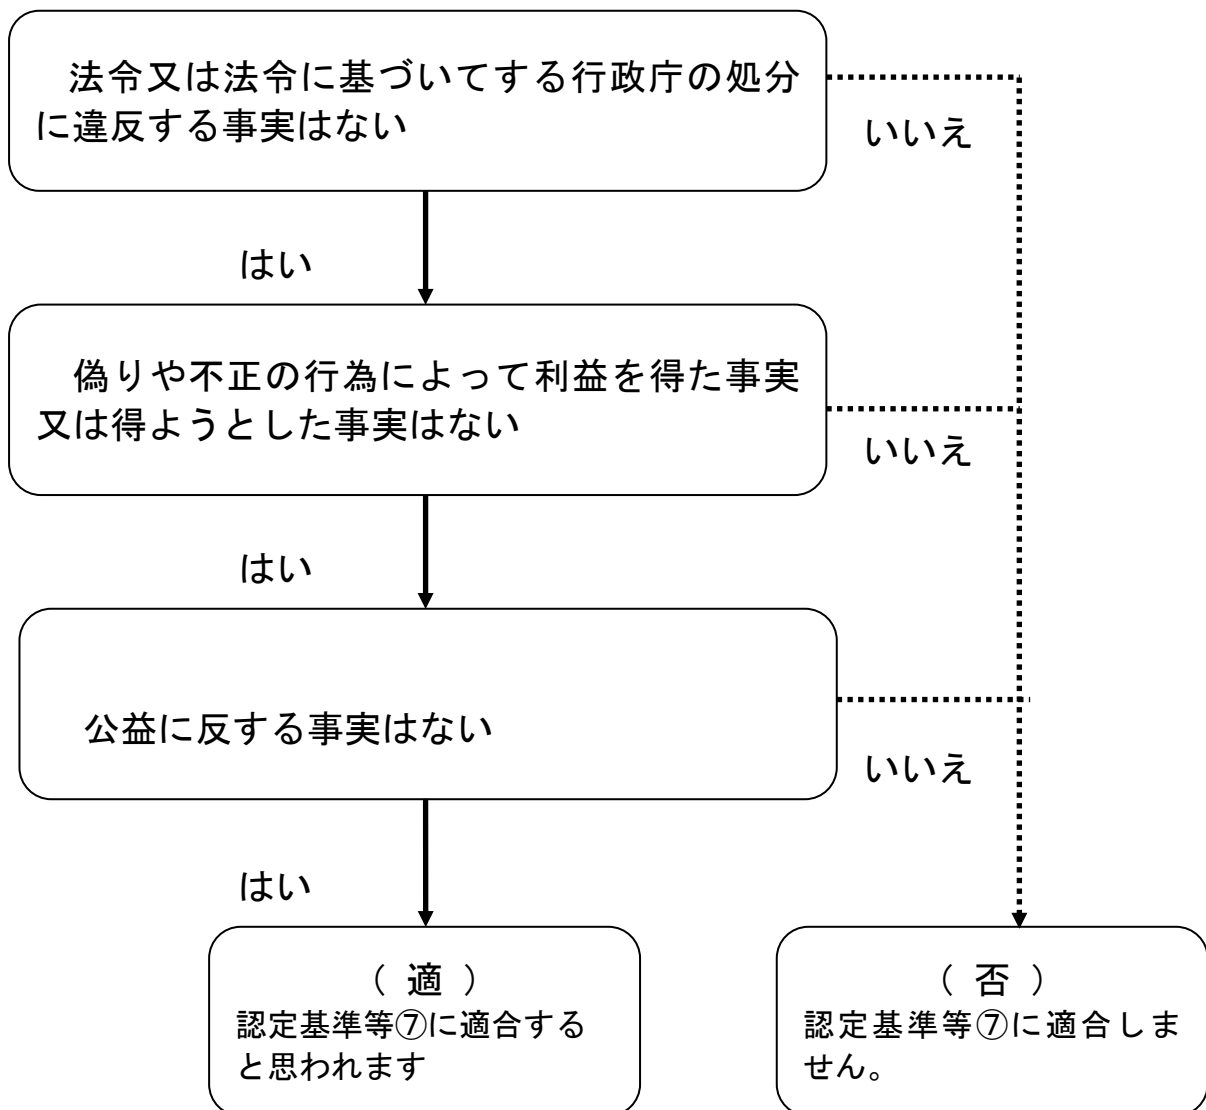 法令又は法令に基づいてする行政庁の処分
に違反する事実はない
いいえ
はい
偽りや不正の行為によって利益を得た事実
又は得ようとした事実はない
いいえ
はい
公益に反する事実はない
いいえ
はい
（ 適 ）
認定基準等⑦に適合する
と思われます
（ 否 ）
認定基準等⑦に適合しま
せん。